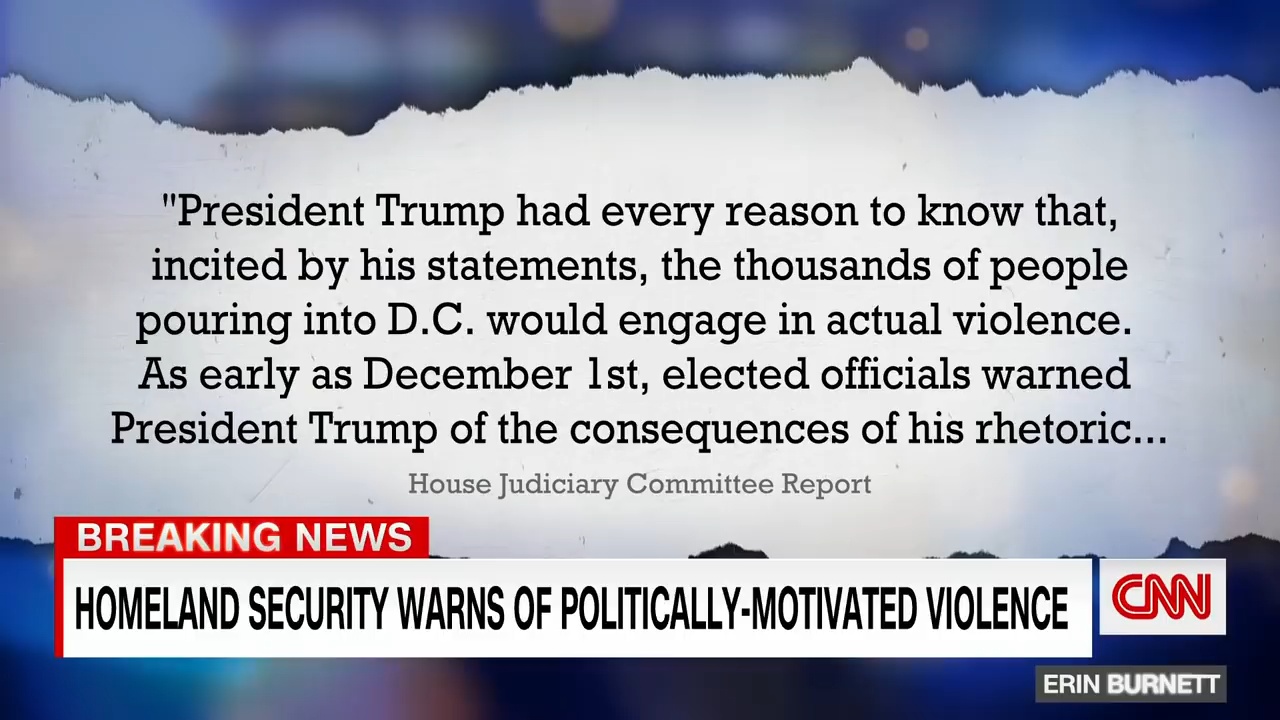 "President Trump had every reason to know that,
incited by his statements, the thousands of people
pouring into D.C. would engage in actual violence.
As early as December 1st, elected officials warned
President Trump of the consequences of his rhetoric...
House Judiciary Committee Report
BREAKING NEWS
HOMELAND SECURITY WARNS OF POLITICALLY-MOTIVATED VIOLENCE
CNN
ERIN BURNETT